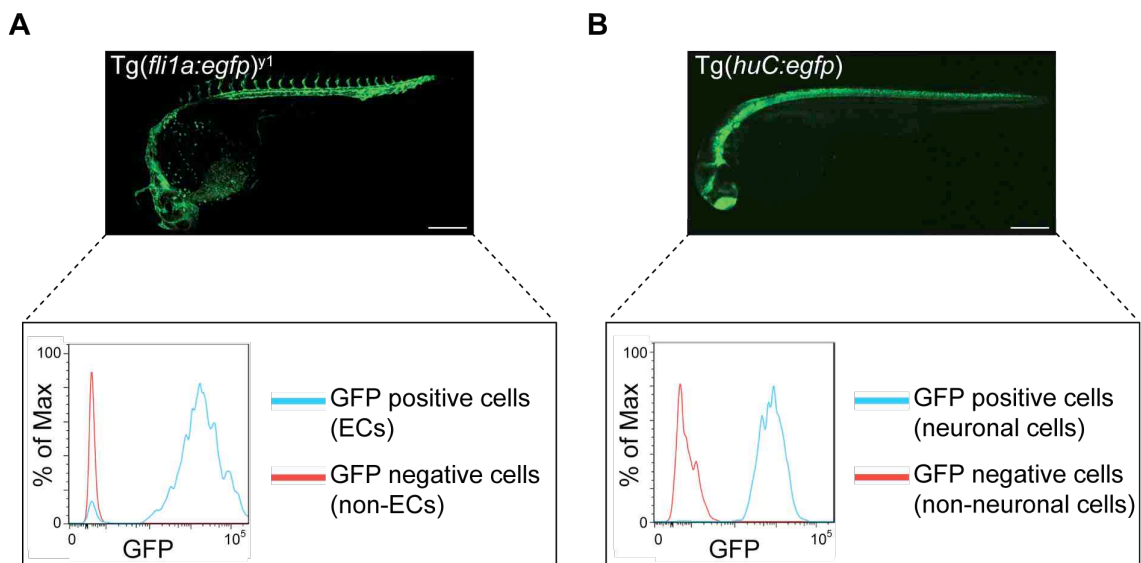 A
Tg(fli1a:egfp)y1
100
% of Max
0
0
GFP
10⁵
GFP positive cells
(ECs)
GFP negative cells
(non-ECs)
B
Tg(huC:egfp)
100
% of Max
0
0
GFP
10⁵
GFP positive cells
(neuronal cells)
GFP negative cells
(non-neuronal cells)